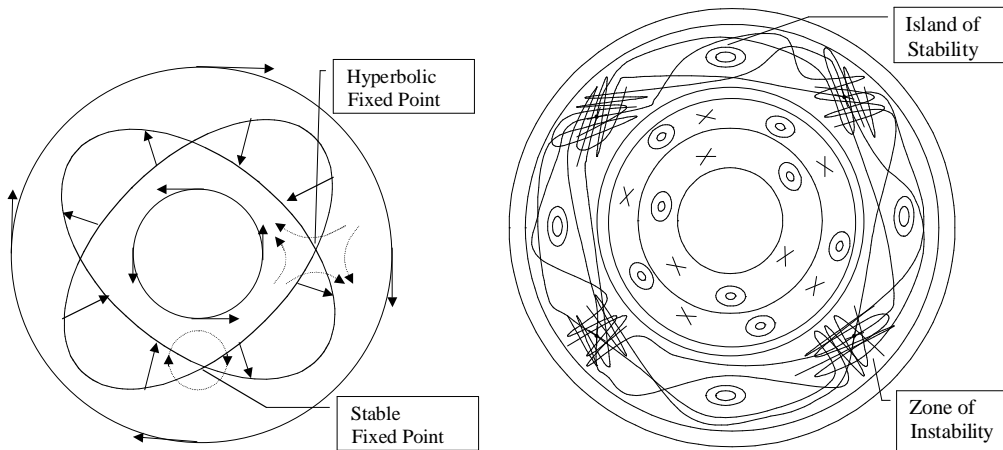 Hyperbolic
Fixed Point
Stable
Fixed Point
Island of
Stability
Zone of
Instability